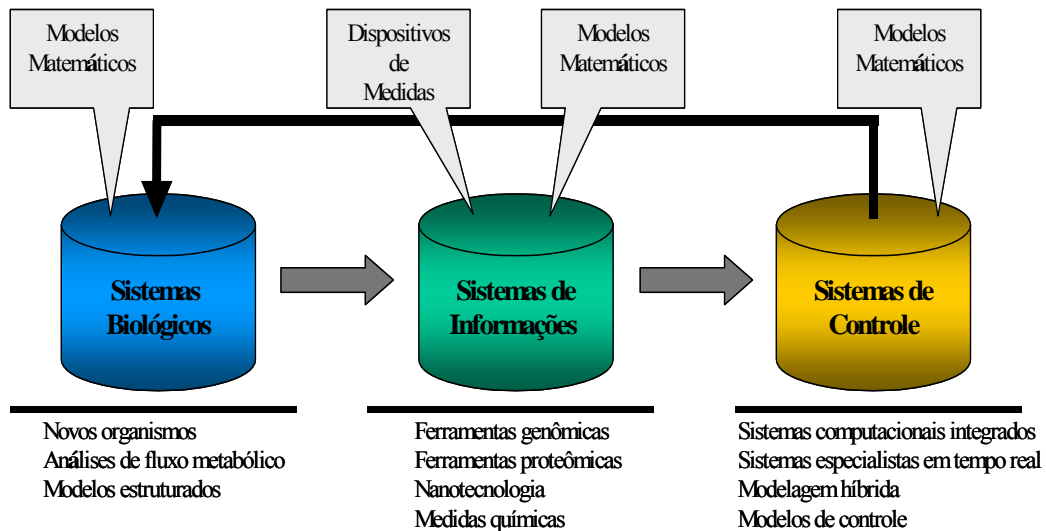 Modelos
Matemáticos
Dispositivos
de
Medidas
Modelos
Matemáticos
Modelos
Matemáticos
Sistemas
Biológicos
Sistemas de
Informações
Sistemas de
Controle
Novos organismos
Análises de fluxo metabólico
Modelos estruturados
Ferramentas genômicas
Ferramentas proteômicas
Nanotecnologia
Medidas químicas
Sistemas computacionais integrados
Sistemas especialistas em tempo real
Modelagem híbrida
Modelos de controle